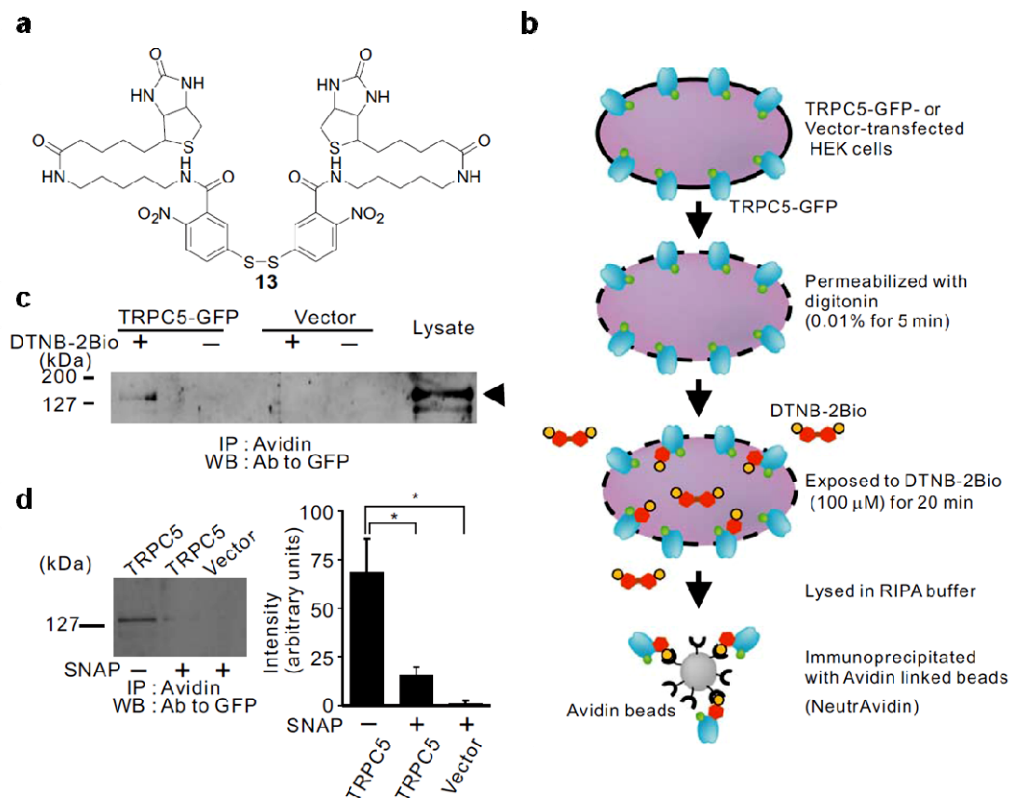 a
O
HN
NH
S
O
HN
NH
O
NO2
S–S
13
O
HN
NH
S
O
NH
HN
O
NO2
b
TRPC5-GFP- or
Vector-transfected
HEK cells
TRPC5-GFP
Permeabilized with
digitonin
(0.01% for 5 min)
DTNB-2Bio
Exposed to DTNB-2Bio
(100 μM) for 20 min
Lysed in RIPA buffer
Immunoprecipitated
with Avidin linked beads
(NeutrAvidin)
Avidin beads
c
TRPC5-GFP Vector Lysate
DTNB-2Bio + – + –
(kDa)
200
127
IP : Avidin
WB : Ab to GFP
d
TRPC5 TRPC5 Vector
(kDa)
127
SNAP – + +
IP : Avidin
WB : Ab to GFP
Intensity
(arbitrary units)
100
75
50
25
0
* *
SNAP – + +
TRPC5 TRPC5 Vector